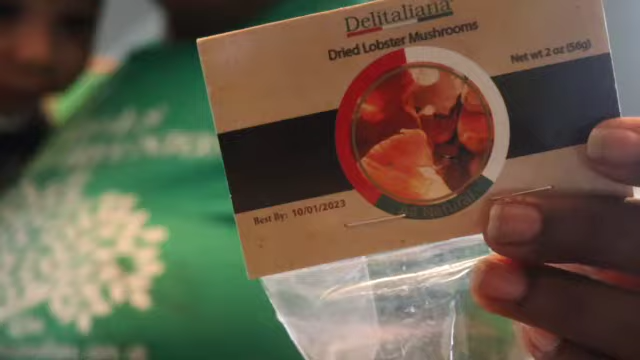 Delitaliana
Dried Lobster Mushrooms
Net wt 2 oz (56g)
Best By: 10/01/2023